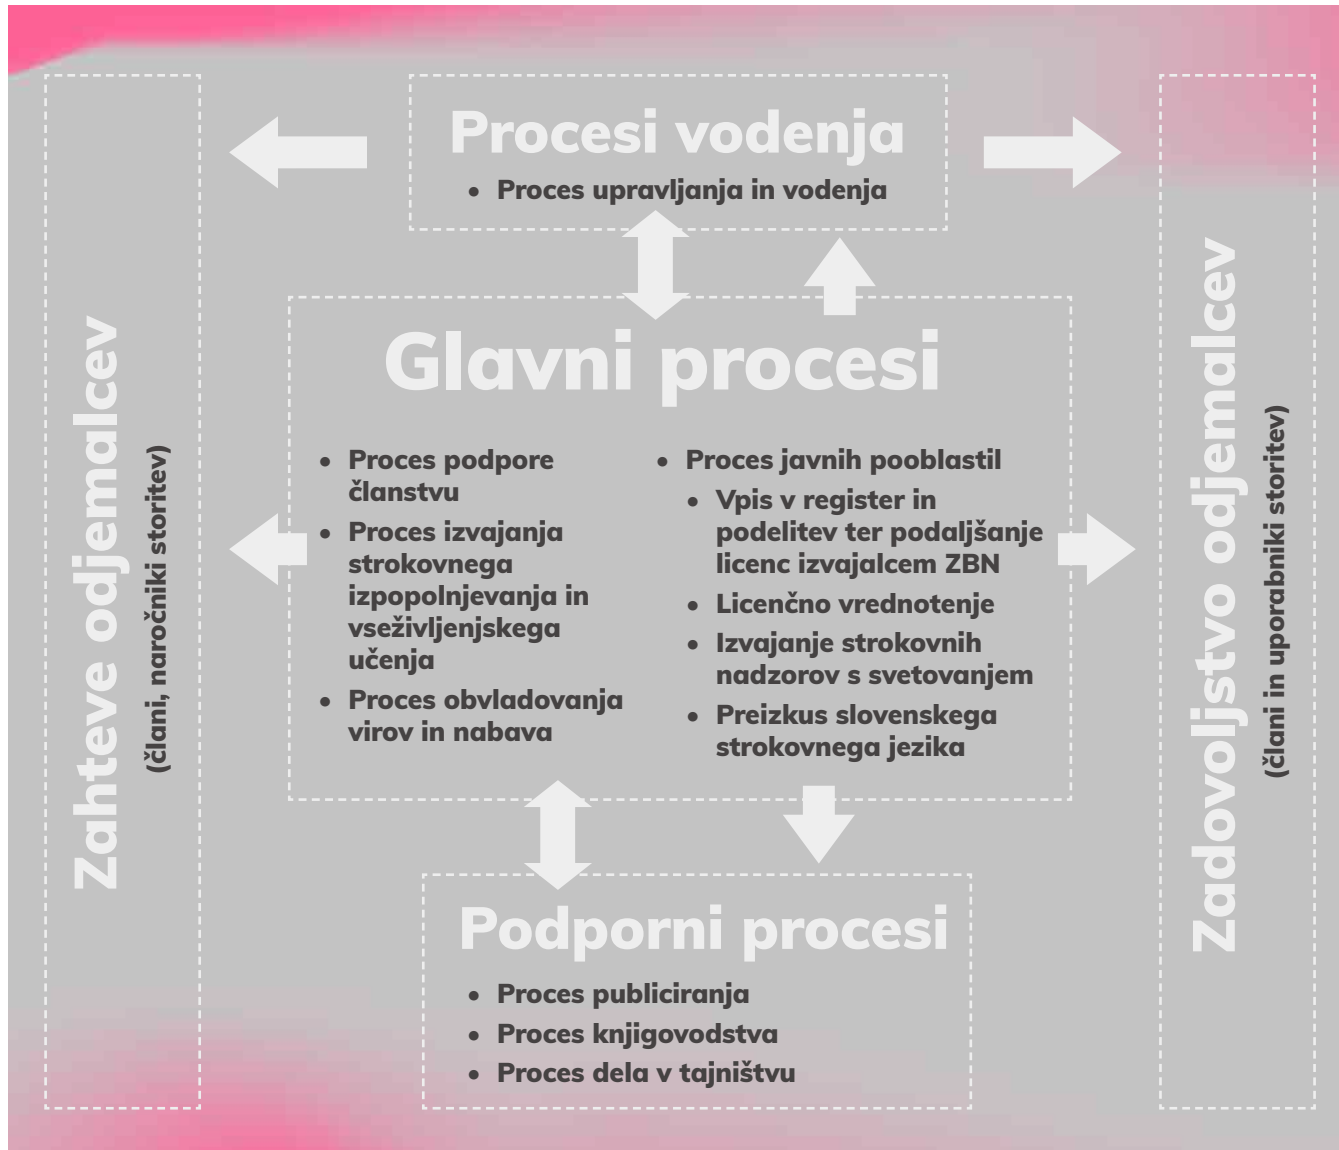 Zahteve odjemalcev
(člani, naročniki storitev)
Procesi vodenja
• Proces upravljanja in vodenja
Glavni procesi
• Proces podpore
članstvu
• Proces izvajanja
strokovnega
izpopolnjevanja in
vseživljenjskega
učenja
• Proces obvladovanja
virov in nabava
• Proces javnih pooblastil
• Vpis v register in
podelitev ter podaljšanje
licenc izvajalcem ZBN
• Licenčno vrednotenje
• Izvajanje strokovnih
nadzorov s svetovanjem
• Preizkus slovenskega
strokovnega jezika
Podporni procesi
• Proces publiciranja
• Proces knjigovodstva
• Proces dela v tajništvu
Zadovoljstvo odjemalcev
(člani in uporabniki storitev)